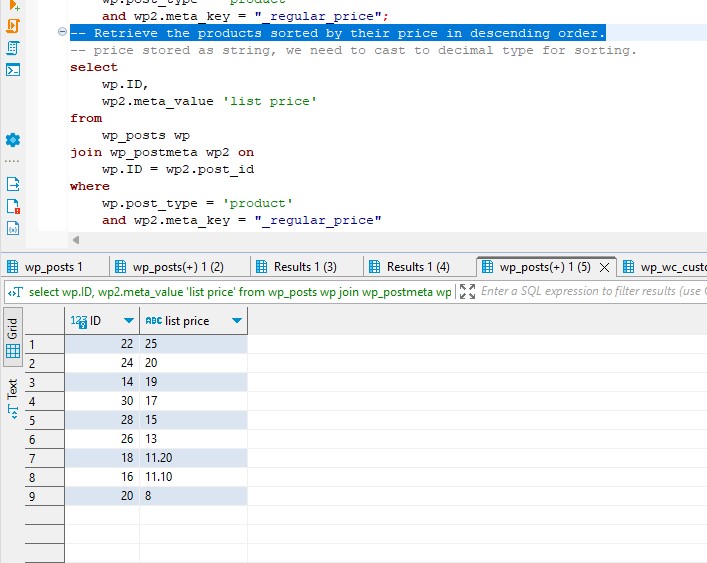 wp.post_type = 'product'
and wp2.meta_key = "_regular_price";
-- Retrieve the products sorted by their price in descending order.
-- price stored as string, we need to cast to decimal type for sorting.
select
wp.ID,
wp2.meta_value 'list price'
from
wp_posts wp
join wp_postmeta wp2 on
wp.ID = wp2.post_id
where
wp.post_type = 'product'
and wp2.meta_key = "_regular_price"
wp_posts 1 wp_posts(+) 1 (2) Results 1 (3) Results 1 (4) wp_posts(+) 1 (5) wp_wc_custo
select wp.ID, wp2.meta_value 'list price' from wp_posts wp join wp_postmeta wp Enter a SQL expression to filter results (use C
Grid
Text
123 ID ABC list price
1 22 25
2 24 20
3 14 19
4 30 17
5 28 15
6 26 13
7 18 11.20
8 16 11.10
9 20 8